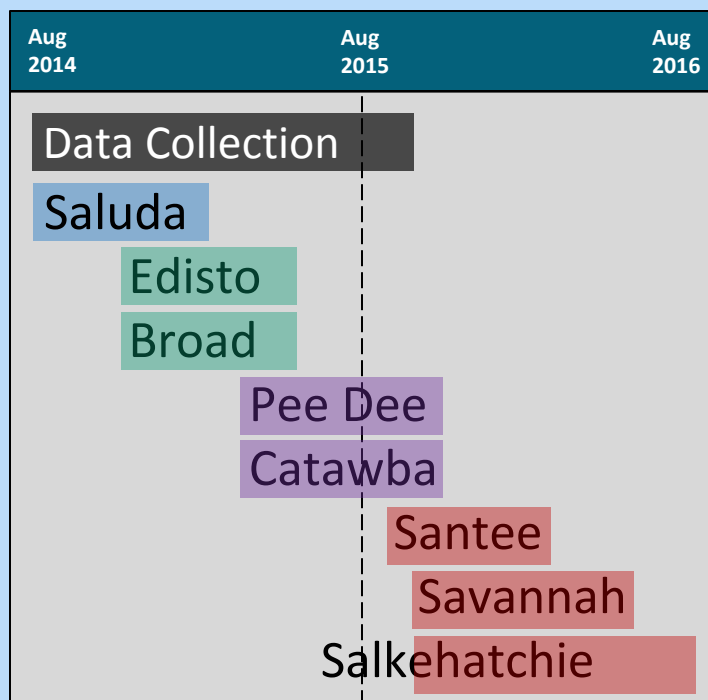 Aug Aug Aug
2014 2015 2016
Data Collection
Saluda
Edisto
Broad
Pee Dee
Catawba
Santee
Savannah
Salkehatchie